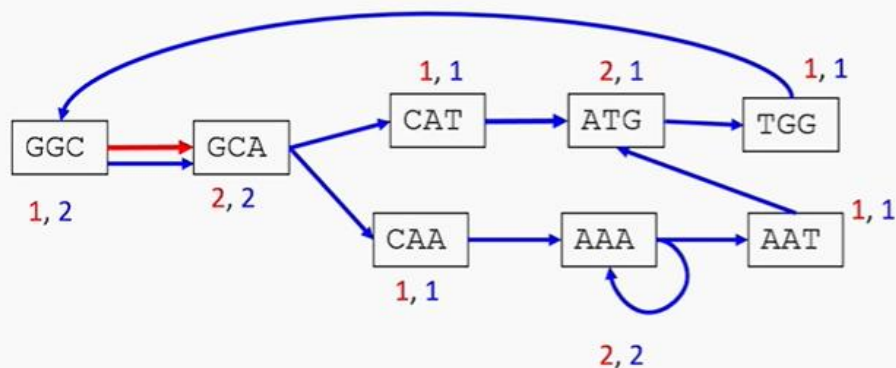 1, 1
2, 1
1, 1
CAT
ATG
TGG
GGC
GCA
1, 2
2, 2
1, 1
CAA
AAA
AAT
1, 1
2, 2